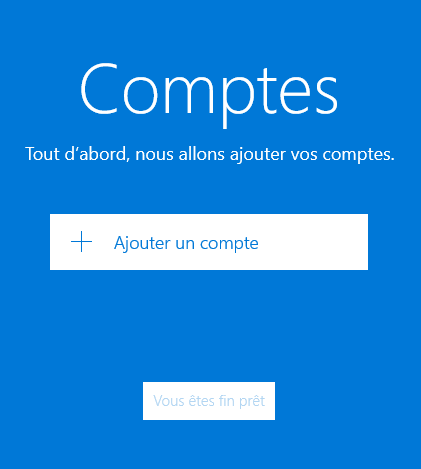 Comptes
Tout d’abord, nous allons ajouter vos comptes.
Ajouter un compte
Vous êtes fin prêt